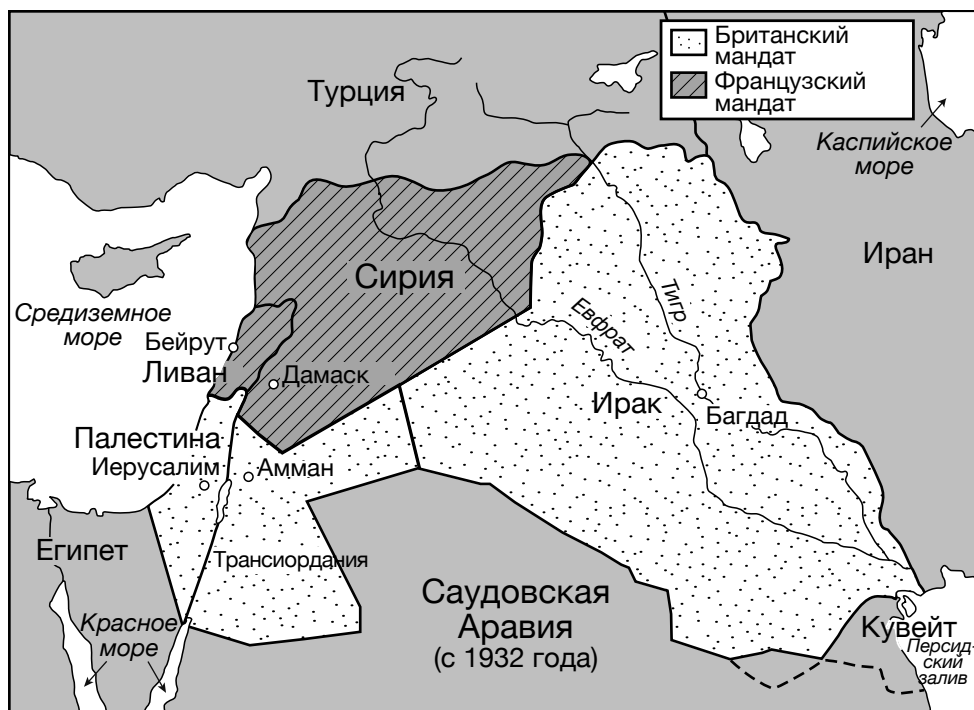 Британский
мандат
Французский
мандат
Турция
Каспийское
море
Иран
Сирия
Тигр
Евфрат
Средиземное
море
Бейрут
Ливан
Дамаск
Ирак
Багдад
Палестина
Иерусалим
Амман
Египет
Трансиордания
Саудовская
Аравия
(с 1932 года)
Красное
море
Кувейт
Персид-
ский
залив